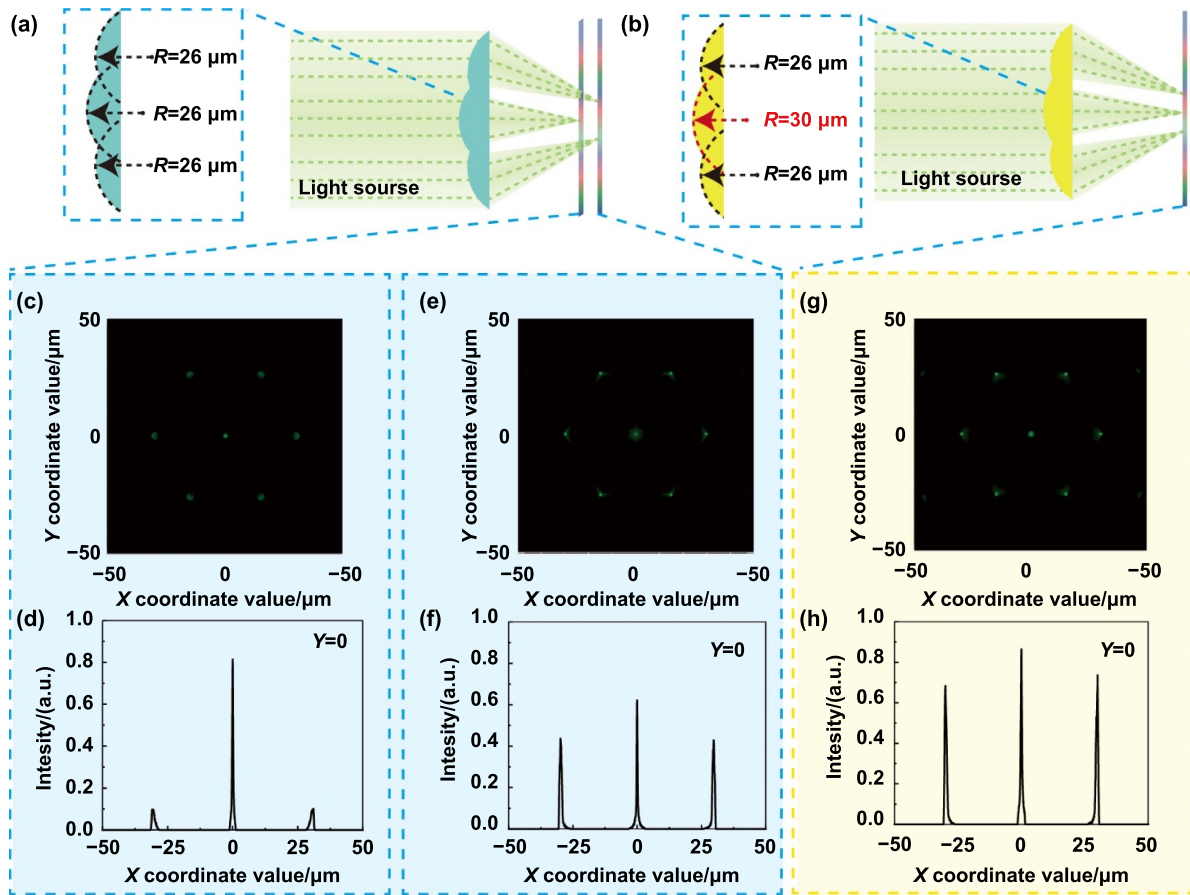 (a)
R=26 µm
R=26 µm
R=26 µm
Light sourse
(b)
R=26 µm
R=30 µm
R=26 µm
Light sourse
(c)
50
0
−50
Y coordinate value/µm
−50
0
−50
X coordinate value/µm
(d)
1.0
0.8
0.6
0.4
0.2
0.0
Intesity/(a.u.)
Y=0
−50
−25
0
25
50
X coordinate value/µm
(e)
50
0
−50
Y coordinate value/µm
−50
0
−50
X coordinate value/µm
(f)
1.0
0.8
0.6
0.4
0.2
0.0
Intesity/(a.u.)
Y=0
−50
−25
0
25
50
X coordinate value/µm
(g)
50
0
−50
Y coordinate value/µm
−50
0
−50
X coordinate value/µm
(h)
1.0
0.8
0.6
0.4
0.2
0.0
Intesity/(a.u.)
Y=0
−50
−25
0
25
50
X coordinate value/µm